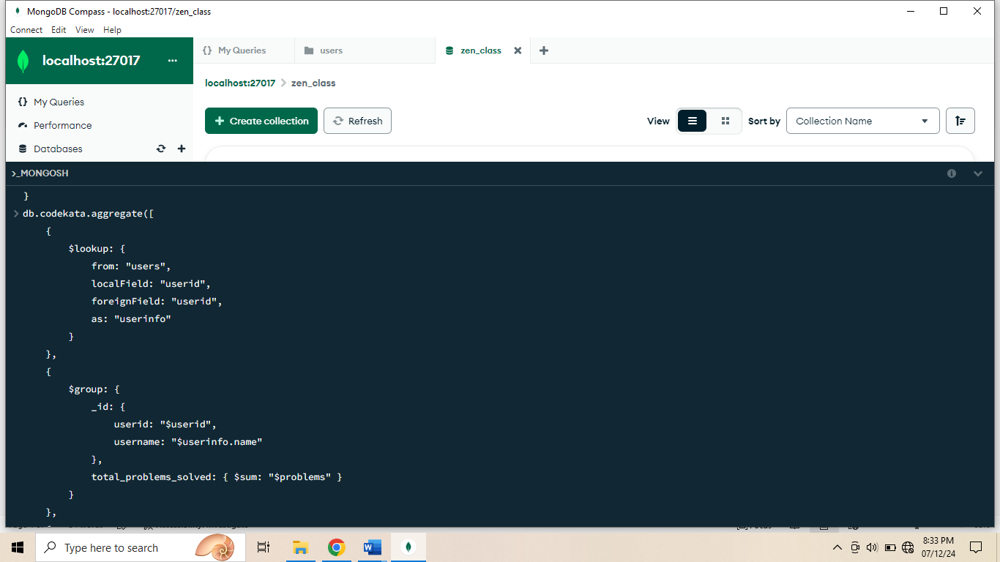 MongoDB Compass - localhost:27017/zen_class
Connect Edit View Help
localhost:27017 ...
{} My Queries
users
zen_class
localhost:27017 > zen_class
My Queries
Performance
Databases
+ Create collection
Refresh
View
Sort by
Collection Name
>_MONGOSH
}
> db.codekata.aggregate([
{
$lookup: {
from: "users",
localField: "userid",
foreignField: "userid",
as: "userinfo"
}
},
{
$group: {
_id: {
userid: "$userid",
username: "$userinfo.name"
},
total_problems_solved: { $sum: "$problems" }
}
},
Type here to search
8:33 PM
07/12/24